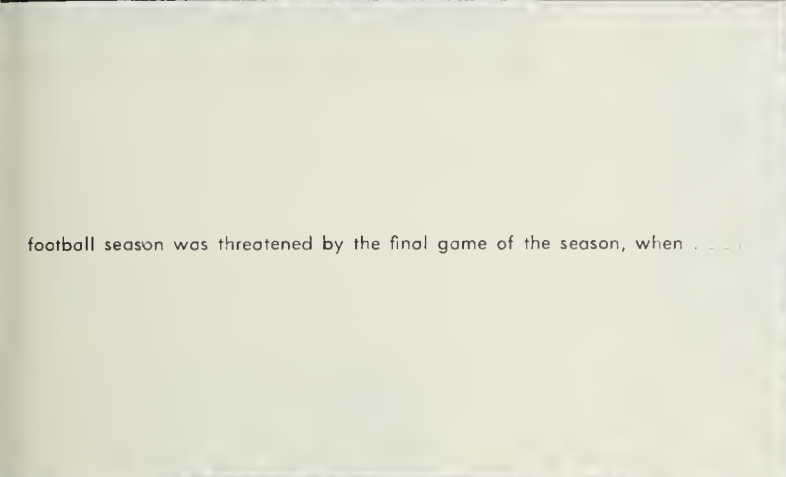 football season was threatened by the final game of the season, when . . . .